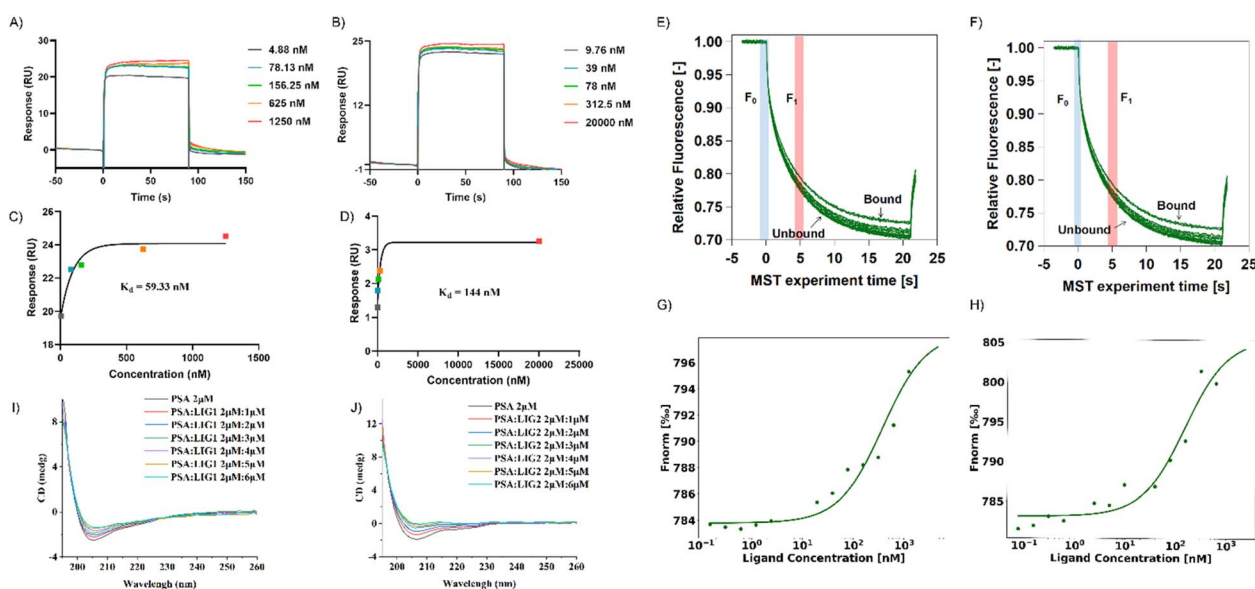 A)
30
20
10
0
Response (RU)
-50
0
50
100
150
Time (s)
4.88 nM
78.13 nM
156.25 nM
625 nM
1250 nM
B)
25
12
-1
Response (RU)
-50
0
50
100
150
Time (s)
9.76 nM
39 nM
78 nM
312.5 nM
20000 nM
C)
26
24
22
20
18
Response (RU)
Kd = 59.33 nM
0
500
1000
1500
Concentration (nM)
D)
4
3
2
1
0
Response (RU)
Kd = 144 nM
0
5000
10000
15000
20000
25000
Concentration (nM)
E)
1.00
0.95
0.90
0.85
0.80
0.75
0.70
Relative Fluorescence [-]
F0
F1
Bound
Unbound
-5
0
5
10
15
20
25
MST experiment time [s]
F)
1.00
0.95
0.90
0.85
0.80
0.75
0.70
Relative Fluorescence [-]
F0
F1
Bound
Unbound
-5
0
5
10
15
20
25
MST experiment time [s]
G)
796
794
792
790
788
786
784
Fnorm [‰]
10-1
100
101
102
103
Ligand Concentration [nM]
H)
805
800
795
790
785
Fnorm [‰]
10-1
100
101
102
103
Ligand Concentration [nM]
I)
8
4
0
-4
CD (medg)
PSA 2μM
PSA:LIG1 2μM:1μM
PSA:LIG1 2μM:2μM
PSA:LIG1 2μM:3μM
PSA:LIG1 2μM:4μM
PSA:LIG1 2μM:5μM
PSA:LIG1 2μM:6μM
200
210
220
230
240
250
260
Wavelengh (nm)
J)
12
8
4
0
-4
CD (medg)
PSA 2μM
PSA:LIG2 2μM:1μM
PSA:LIG2 2μM:2μM
PSA:LIG2 2μM:3μM
PSA:LIG2 2μM:4μM
PSA:LIG2 2μM:5μM
PSA:LIG2 2μM:6μM
200
210
220
230
240
250
260
Wavelengh (nm)